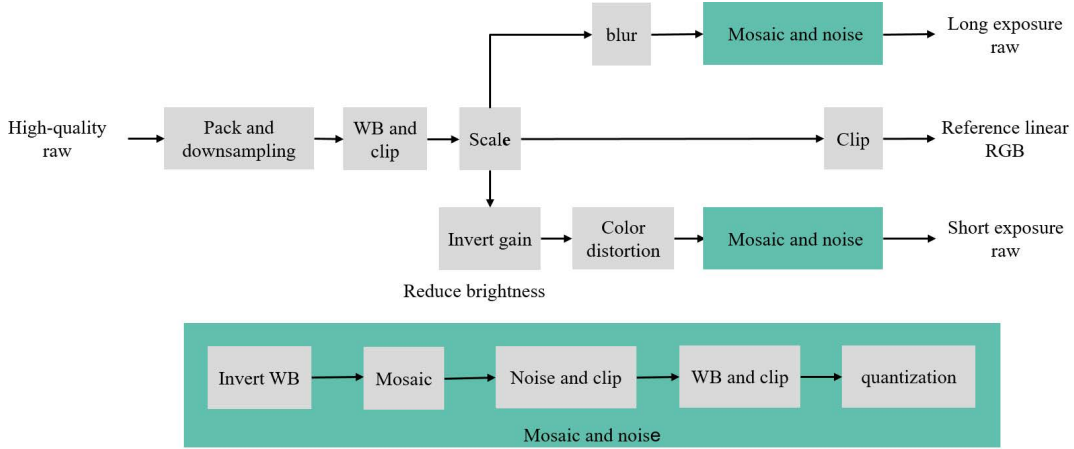 blur
Mosaic and noise
Long exposure
raw
High-quality
raw
Pack and
downsampling
WB and
clip
Scale
Clip
Reference linear
RGB
Invert gain
Color
distortion
Mosaic and noise
Short exposure
raw
Reduce brightness
Invert WB
Mosaic
Noise and clip
WB and clip
quantization
Mosaic and noise